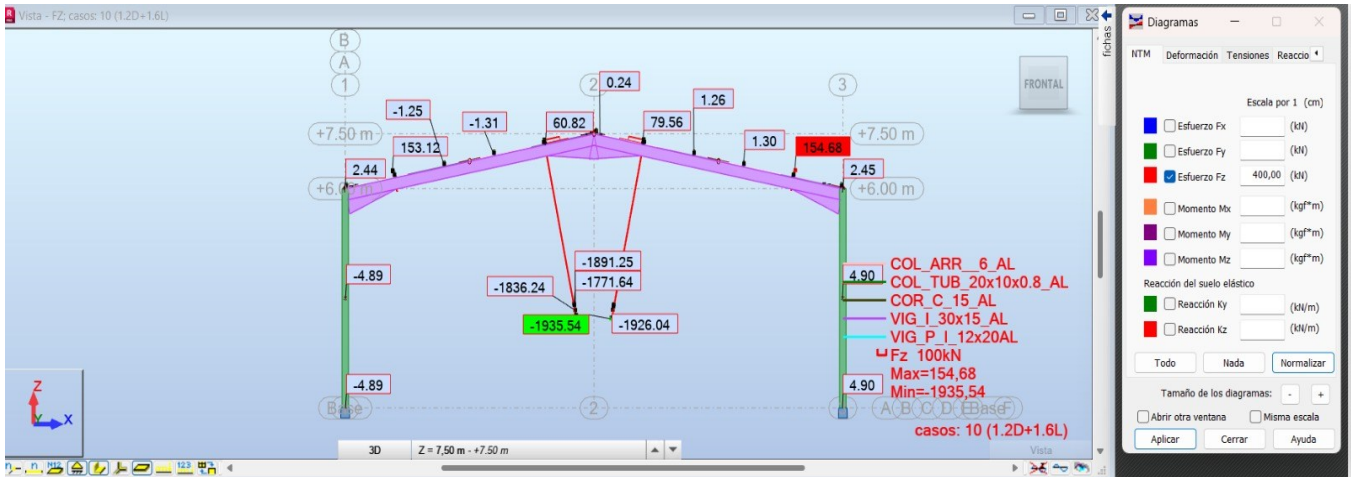 Vista - FZ; casos: 10 (1.2D+1.6L)
B
A
1
2
3
FRONTAL
fichas
0.24
-1.25
-1.31
60.82
79.56
1.26
+7.50 m
+7.50 m
153.12
1.30
154.68
2.44
2.45
+6.00 m
+6.00 m
-4.89
-1891.25
-1836.24
-1771.64
-1935.54
-1926.04
4.90
COL_ARR__6_AL
COL_TUB_20x10x0.8_AL
COR_C_15_AL
VIG_I_30x15_AL
VIG_P_I_12x20AL
Fz 100kN
Max=154,68
Min=-1935,54
-4.89
4.90
Base
2
casos: 10 (1.2D+1.6L)
Z
Y
X
3D
Z = 7,50 m - +7.50 m
Vista
Diagramas
NTM
Deformación
Tensiones
Reaccio
Escala por 1 (cm)
Esfuerzo Fx (kN)
Esfuerzo Fy (kN)
Esfuerzo Fz 400,00 (kN)
Momento Mx (kgf*m)
Momento My (kgf*m)
Momento Mz (kgf*m)
Reacción del suelo elástico
Reacción Ky (kN/m)
Reacción Kz (kN/m)
Todo
Nada
Normalizar
Tamaño de los diagramas: - +
Abrir otra ventana
Misma escala
Aplicar
Cerrar
Ayuda